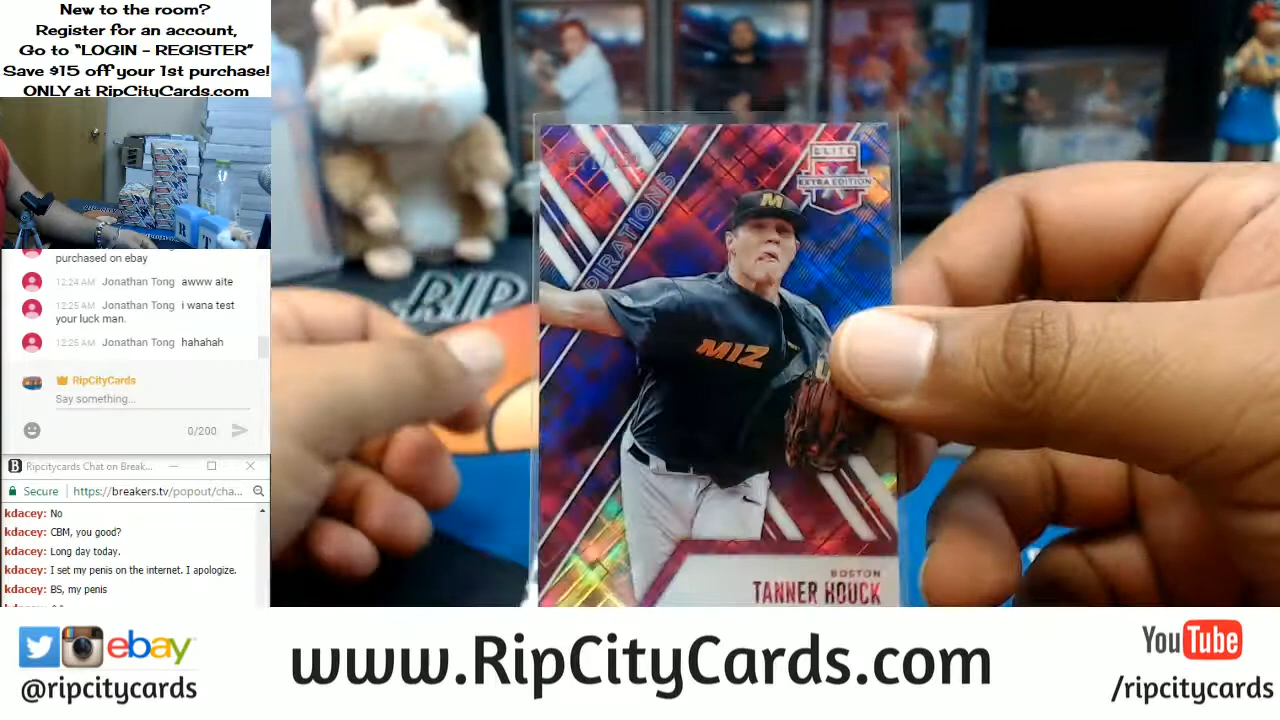 New to the room?
Register for an account,
Go to “LOGIN - REGISTER”
Save $15 off your 1st purchase!
ONLY at RipCityCards.com
purchased on ebay
12:24 AM Jonathan Tong awww aite
12:25 AM Jonathan Tong i wana test
your luck man.
12:25 AM Jonathan Tong hahahah
RipCityCards
Say something...
0/200
Ripcitycards Chat on Break...
Secure https://breakers.tv/popout/cha...
kdacey: No
kdacey: CBM, you good?
kdacey: Long day today.
kdacey: I set my penis on the internet. I apologize.
kdacey: BS, my penis
RIP
ELITE
EXTRA EDITION
PIRATIONS
M
MIZ
BOSTON
TANNER HOUCK
R
T
ebay
@ripcitycards
www.RipCityCards.com
YouTube
/ripcitycards